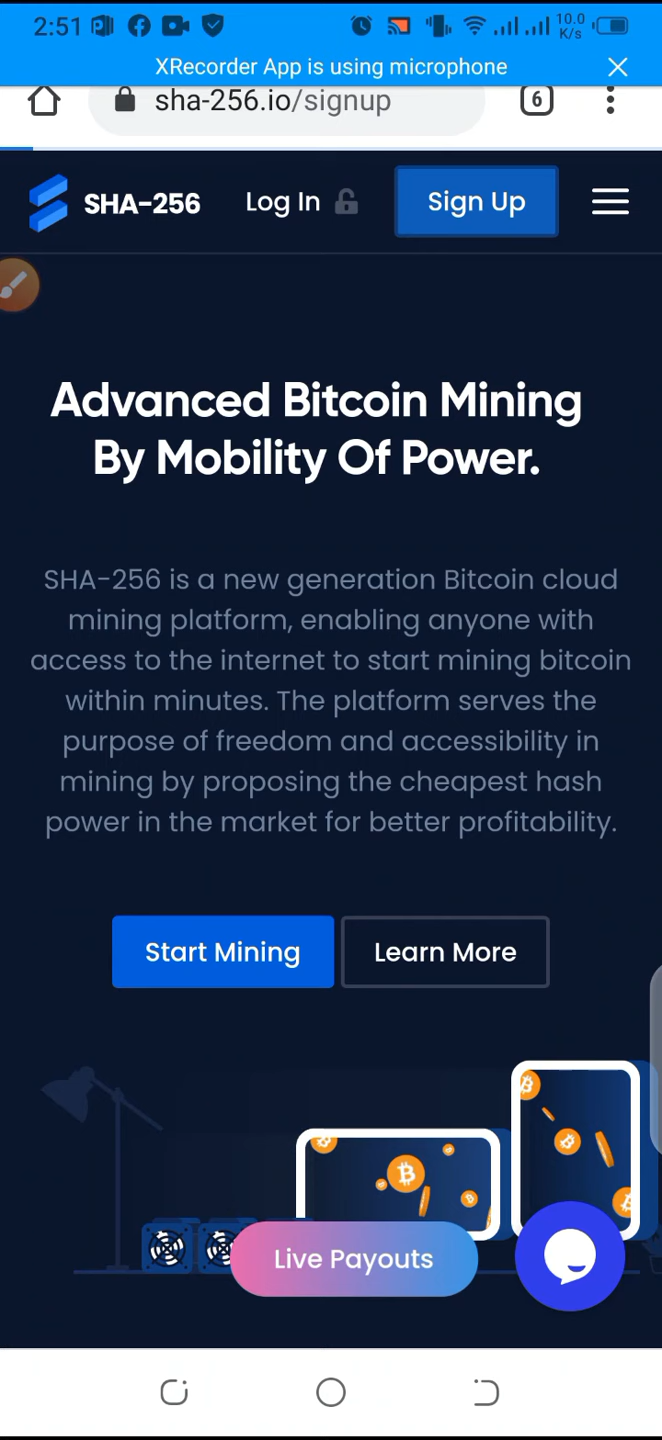 2:51
10.0
K/s
XRecorder App is using microphone
sha-256.io/signup
6
SHA-256
Log In
Sign Up
Advanced Bitcoin Mining
By Mobility Of Power.
SHA-256 is a new generation Bitcoin cloud
mining platform, enabling anyone with
access to the internet to start mining bitcoin
within minutes. The platform serves the
purpose of freedom and accessibility in
mining by proposing the cheapest hash
power in the market for better profitability.
Start Mining
Learn More
Live Payouts